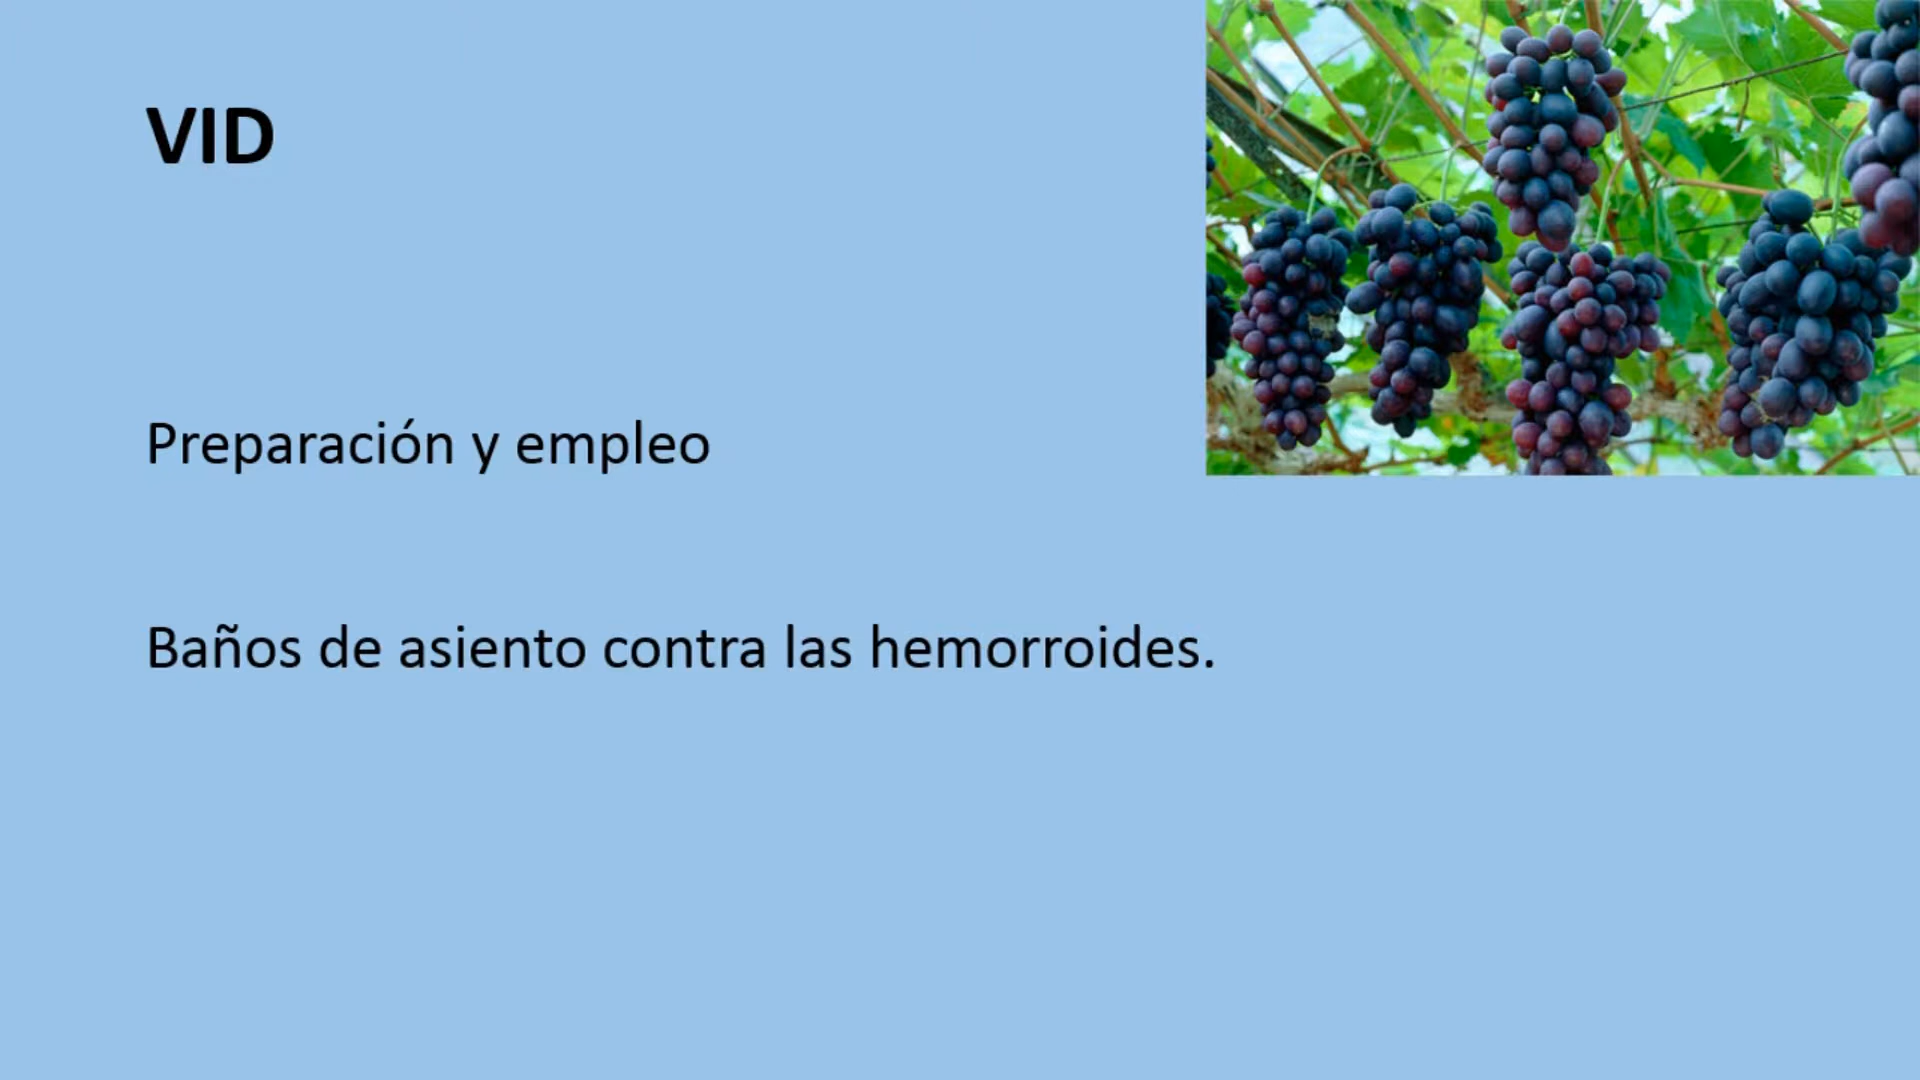 VID
Preparación y empleo
Baños de asiento contra las hemorroides.